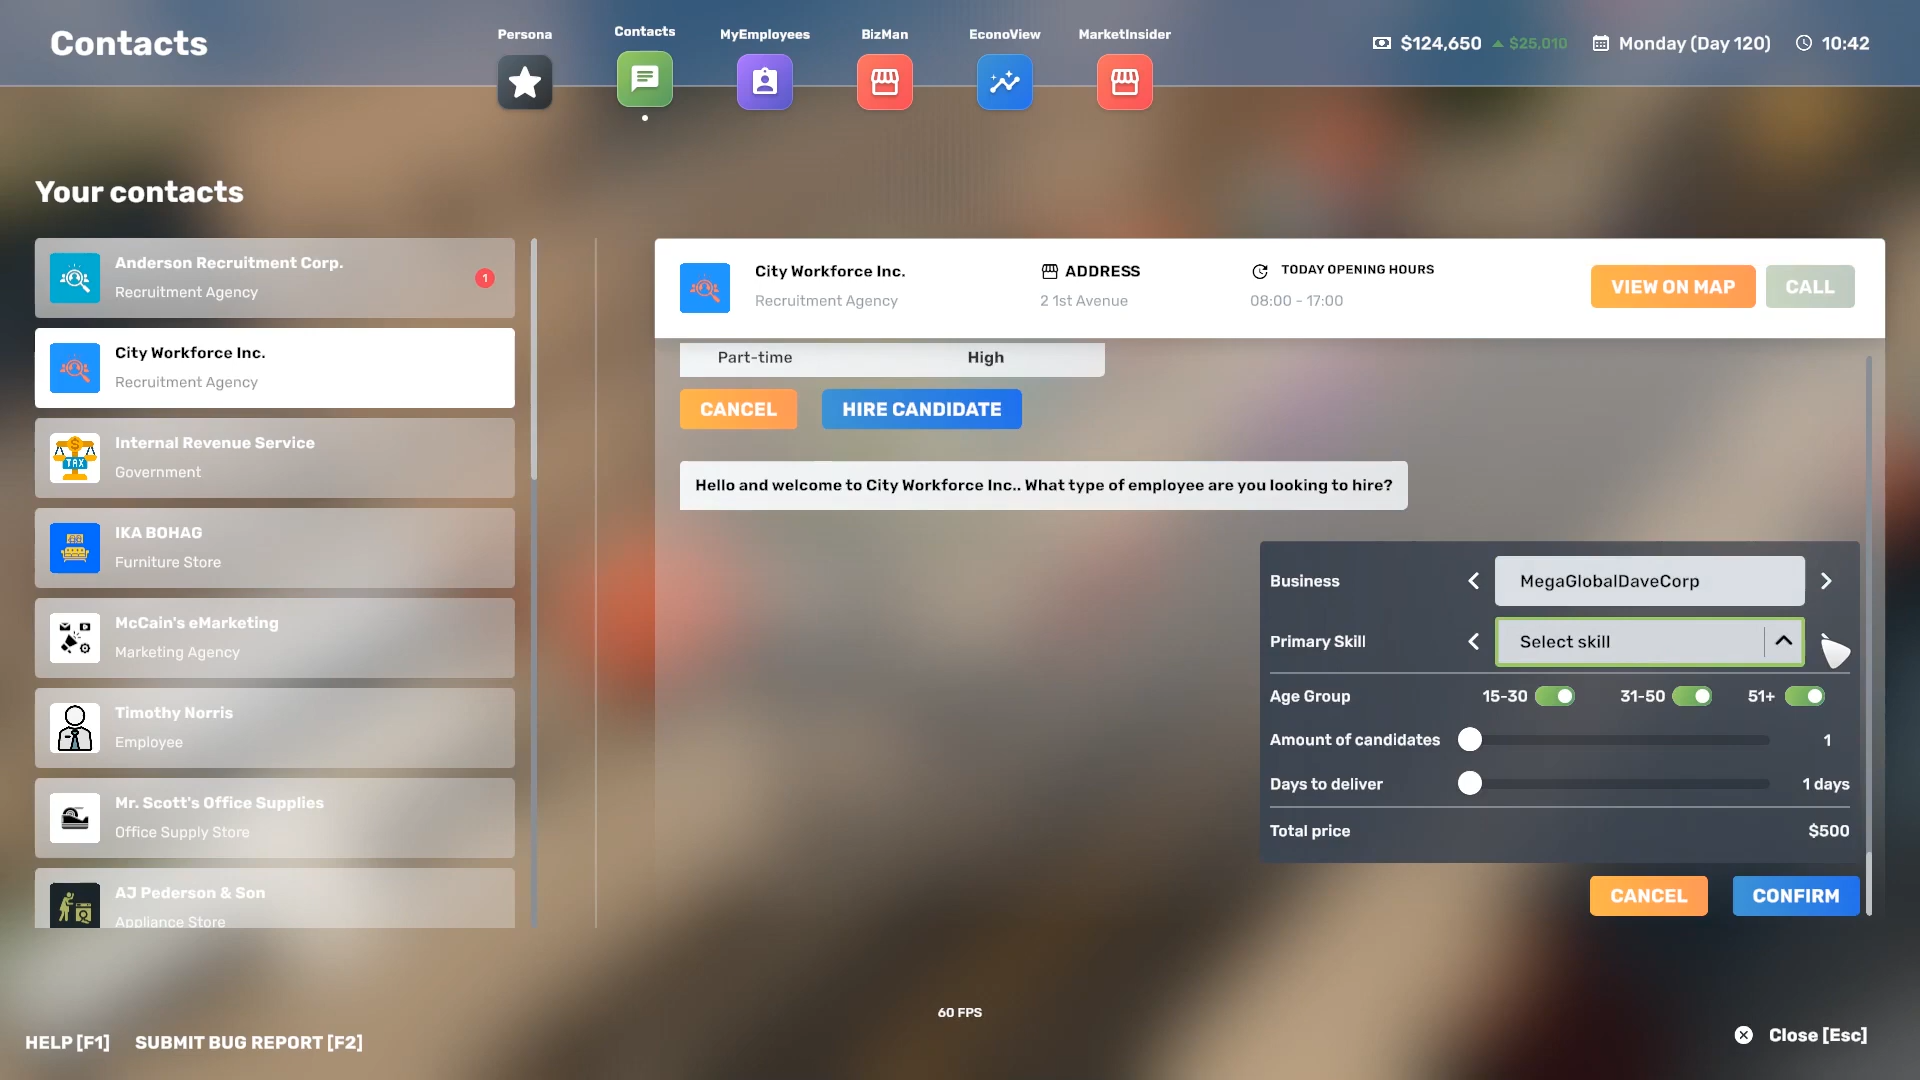 Contacts
Persona
Contacts
MyEmployees
BizMan
EconoView
MarketInsider
$124,650
$25,010
Monday (Day 120)
10:42
Your contacts
Anderson Recruitment Corp.
Recruitment Agency
1
City Workforce Inc.
Recruitment Agency
Internal Revenue Service
Government
TAX
IKA BOHAG
Furniture Store
McCain's eMarketing
Marketing Agency
Timothy Norris
Employee
Mr. Scott's Office Supplies
Office Supply Store
AJ Pederson & Son
Appliance Store
City Workforce Inc.
Recruitment Agency
ADDRESS
2 1st Avenue
TODAY OPENING HOURS
08:00 - 17:00
VIEW ON MAP
CALL
Part-time High
CANCEL
HIRE CANDIDATE
Hello and welcome to City Workforce Inc.. What type of employee are you looking to hire?
Business
MegaGlobalDaveCorp
Primary Skill
Select skill
Age Group
15-30
31-50
51+
Amount of candidates
1
Days to deliver
1 days
Total price
$500
CANCEL
CONFIRM
60 FPS
HELP [F1]
SUBMIT BUG REPORT [F2]
Close [Esc]